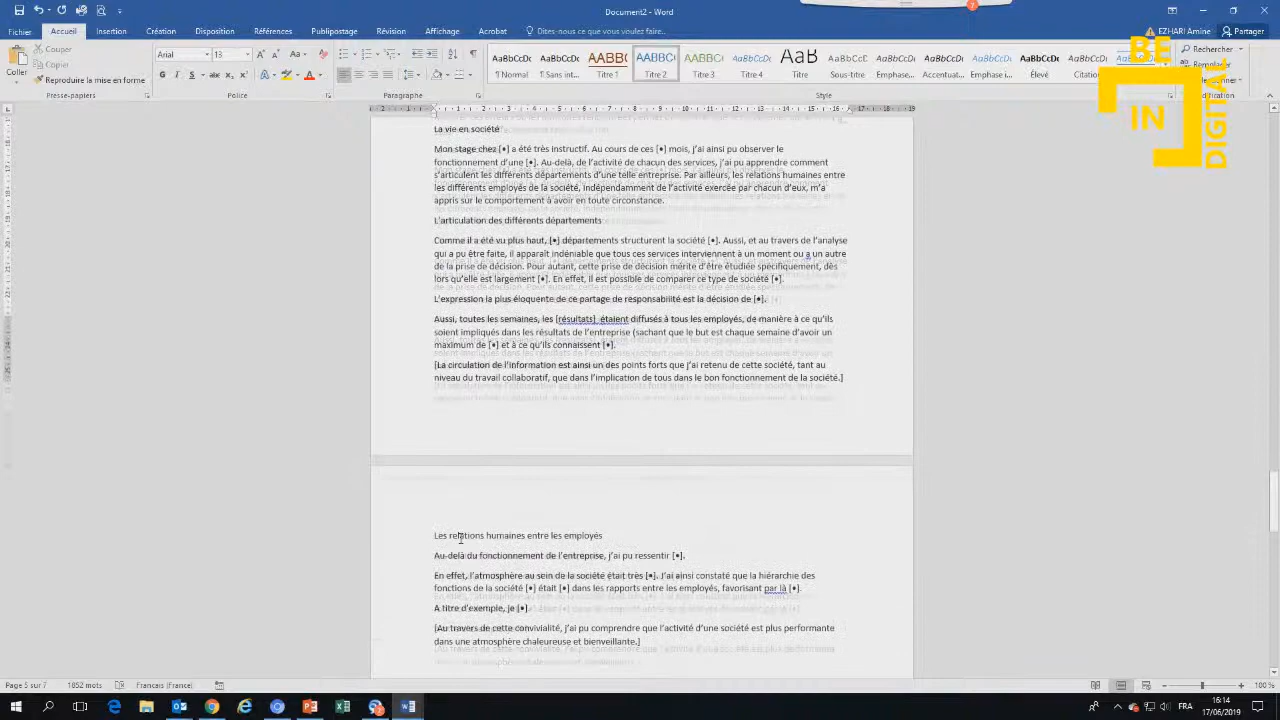 Document2 - Word
Fichier Accueil Insertion Création Disposition Références Publipostage Révision Affichage Acrobat Dites-nous ce que vous voulez faire... EZHARI Amine Partager
Coller
Couper
Copier
Reproduire la mise en forme
Arial 13
AABBCC AaBbCcDc AABBC AABBCI AaBbCcD AaBbCcDc AaB AaBbCcD AaBbCcDc AaBbCcDc AaBbCcDc
¶ Normal ¶ Sans int... Titre 1 Titre 2 Titre 3 Titre 4 Titre Sous-titre Accentuat... Emphase i... Élevé
Rechercher
Presse-papiers Police Paragraphe Style
BE
IN
DIGITAL
La vie en société
Mon stage chez [•] a été très instructif. Au cours de ces [•] mois, j'ai ainsi pu observer le
fonctionnement d'une [•]. Au-delà, de l'activité de chacun des services, j'ai pu apprendre comment
s'articulent les différents départements d'une telle entreprise. Par ailleurs, les relations humaines entre
les différents employés de la société, indépendamment de l'activité exercée par chacun d'eux, m'a
appris sur le comportement à avoir en toute circonstance.
L'articulation des différents départements
Comme il a été vu plus haut, [•] départements structurent la société [•]. Aussi, et au travers de l'analyse
qui a pu être faite, il apparaît indéniable que tous ces services interviennent à un moment ou a un autre
de la prise de décision. Pour autant, cette prise de décision mérite d'être étudiée spécifiquement, dès
lors qu'elle est largement [•]. En effet, il est possible de comparer ce type de société [•].
L'expression la plus éloquente de ce partage de responsabilité est la décision de [•].
Aussi, toutes les semaines, les [résultats] étaient diffusés à tous les employés, de manière à ce qu'ils
soient impliqués dans les résultats de l'entreprise (sachant que le but est chaque semaine d'avoir un
maximum de [•] et à ce qu'ils connaissent [•].
[La circulation de l'information est ainsi un des points forts que j'ai retenu de cette société, tant au
niveau du travail collaboratif, que dans l'implication de tous dans le bon fonctionnement de la société.]
Les relations humaines entre les employés
Au-delà du fonctionnement de l'entreprise, j'ai pu ressentir [•].
En effet, l'atmosphère au sein de la société était très [•]. J'ai ainsi constaté que la hiérarchie des
fonctions de la société [•] était [•] dans les rapports entre les employés, favorisant par là [•].
A titre d'exemple, je [•].
[Au travers de cette convivialité, j'ai pu comprendre que l'activité d'une société est plus performante
dans une atmosphère chaleureuse et bienveillante.]
Page 5 sur 7 1852 mots Français (France) 100 %
FRA 16:14
17/06/2019